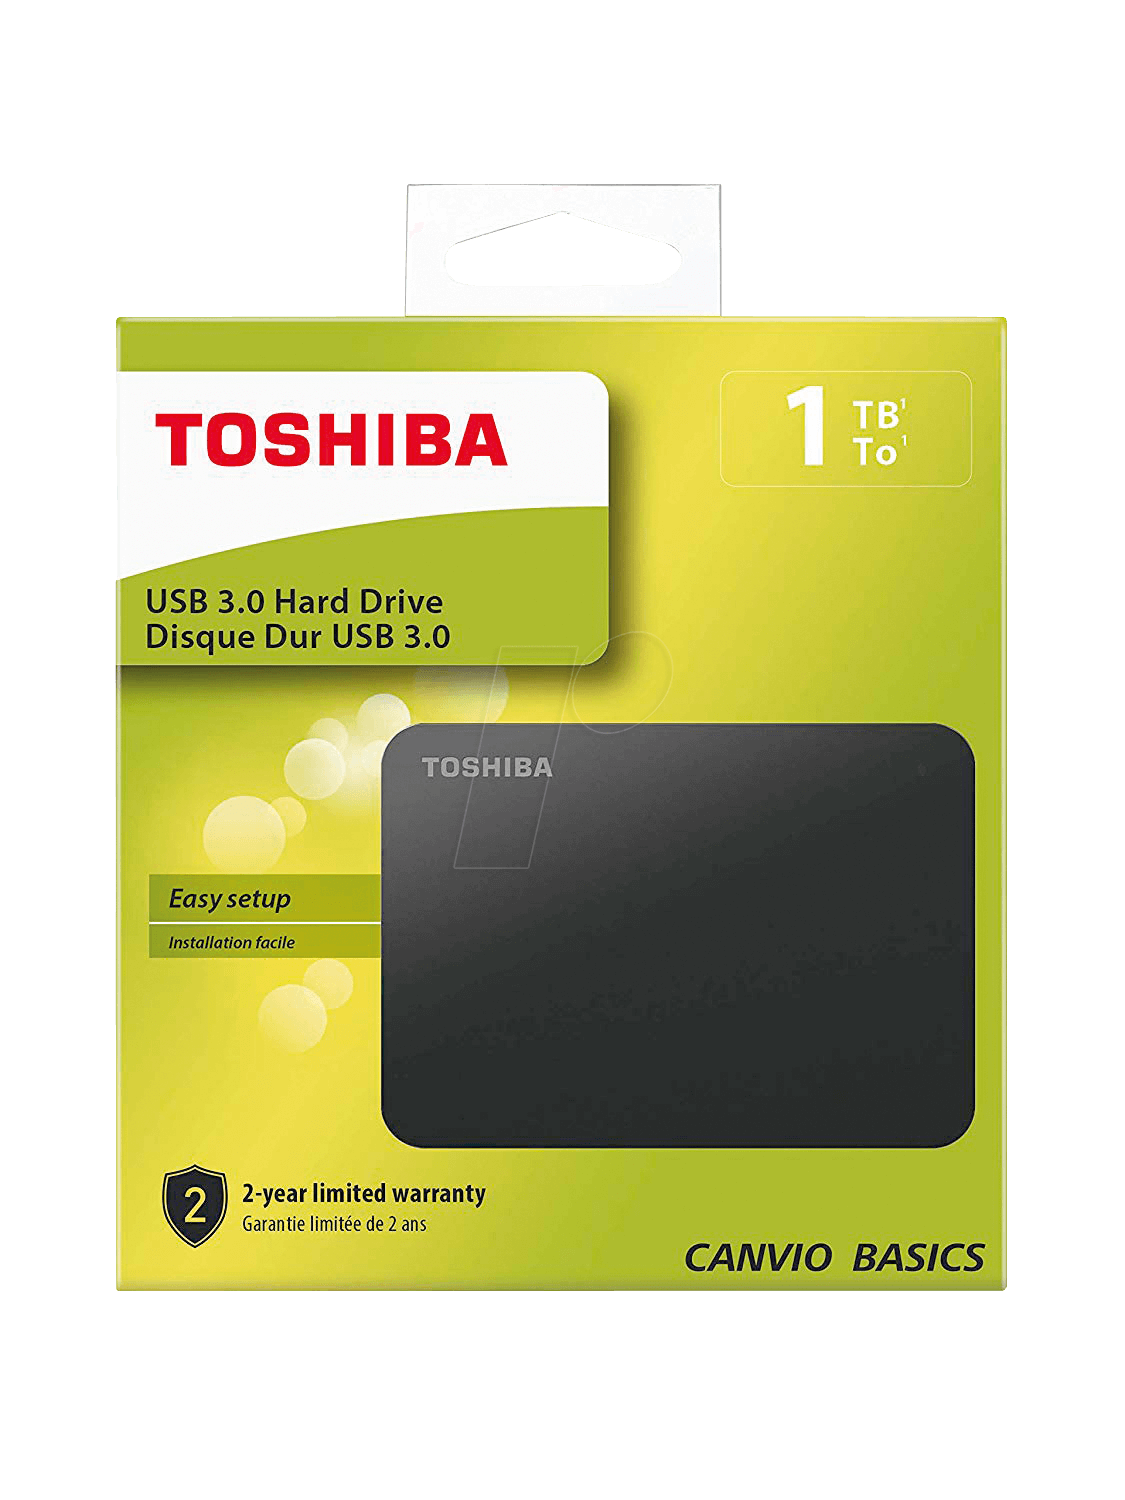 TOSHIBA
1 TB¹
To¹
USB 3.0 Hard Drive
Disque Dur USB 3.0
TOSHIBA
Easy setup
Installation facile
2
2-year limited warranty
Garantie limitée de 2 ans
CANVIO BASICS